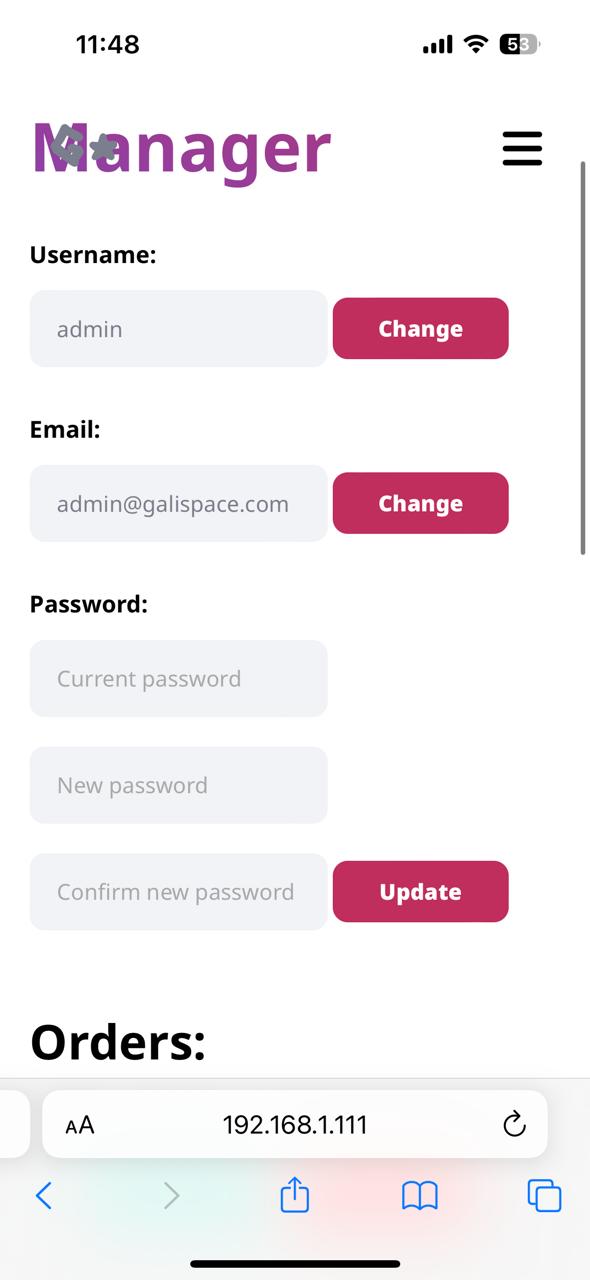 11:48
53
Manager
Username:
admin
Change
Email:
admin@galispace.com
Change
Password:
Current password
New password
Confirm new password
Update
Orders:
AA
192.168.1.111